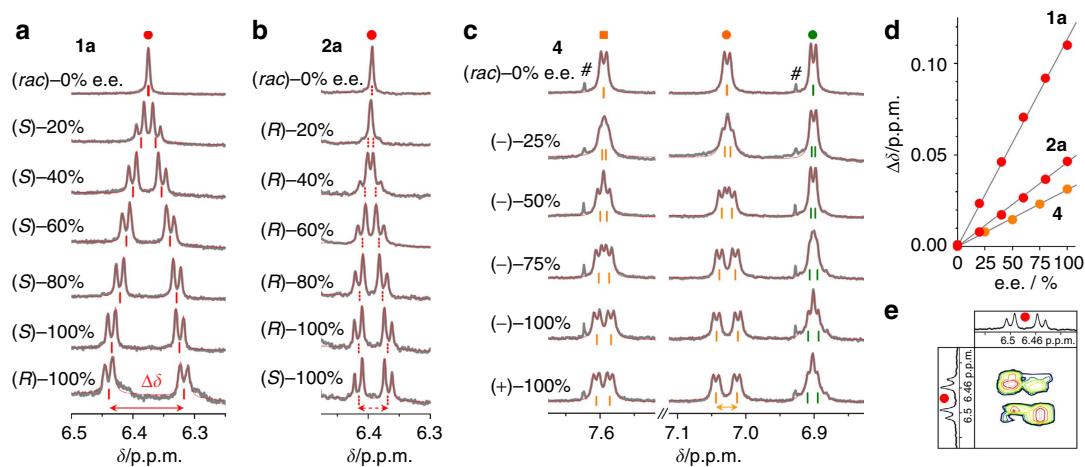 a
1a
(rac)–0% e.e.
(S)–20%
(S)–40%
(S)–60%
(S)–80%
(S)–100%
(R)–100%
Δδ
6.5 6.4 6.3
δ/p.p.m.
b
2a
(rac)–0% e.e.
(R)–20%
(R)–40%
(R)–60%
(R)–80%
(R)–100%
(S)–100%
6.4 6.3
δ/p.p.m.
c
4
# #
(rac)–0% e.e.
(–)–25%
(–)–50%
(–)–75%
(–)–100%
(+)–100%
7.6 7.1 7.0 6.9
δ/p.p.m.
d
1a
0.10
2a
0.05
4
0.00
Δδ/p.p.m.
0 25 50 75 100
e.e. / %
e
6.5 6.46 p.p.m.
6.5 6.46 p.p.m.